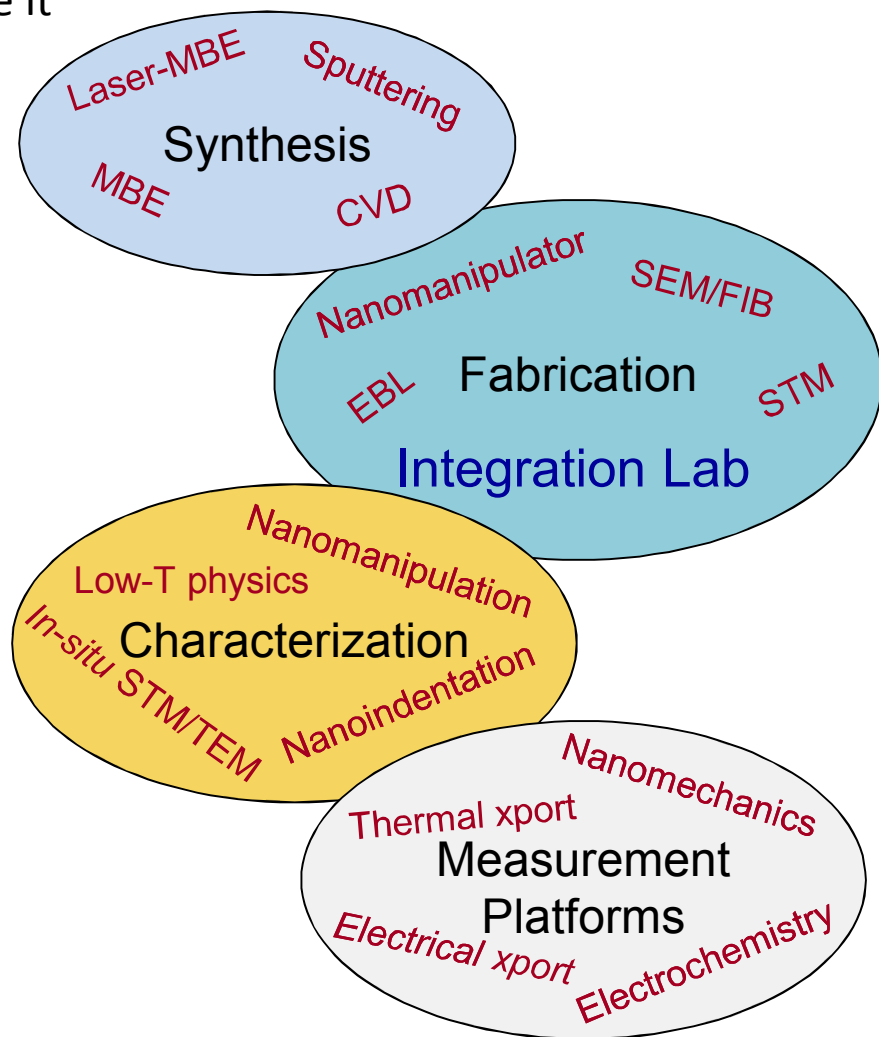 e it
Laser-MBE
Sputtering
Synthesis
MBE
CVD
Nanomanipulator
SEM/FIB
Fabrication
EBL
STM
Integration Lab
Nanomanipulation
Low-T physics
Characterization
In-situ STM/TEM
Nanoindentation
Nanomechanics
Thermal xport
Measurement
Platforms
Electrical xport
Electrochemistry